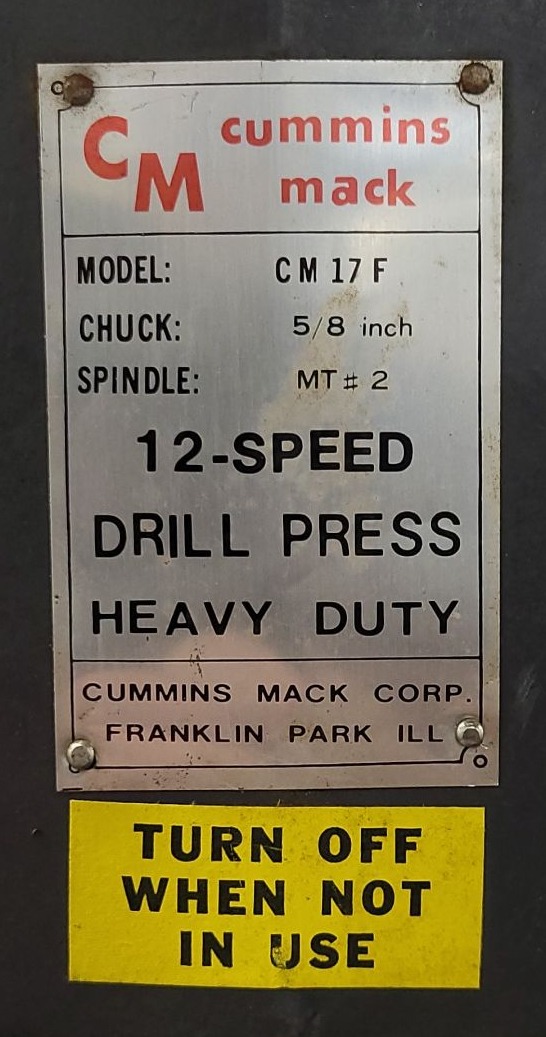 CM cummins
mack
MODEL: CM 17 F
CHUCK: 5/8 inch
SPINDLE: MT # 2
12-SPEED
DRILL PRESS
HEAVY DUTY
CUMMINS MACK CORP.
FRANKLIN PARK ILL
TURN OFF
WHEN NOT
IN USE